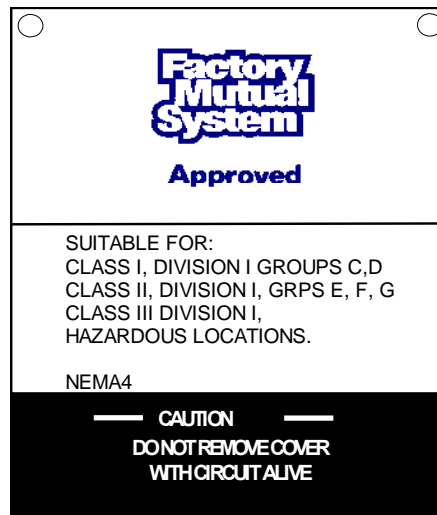 Factory
Mutual
System
Approved
SUITABLE FOR:
CLASS I, DIVISION I GROUPS C,D
CLASS II, DIVISION I, GRPS E, F, G
CLASS III DIVISION I,
HAZARDOUS LOCATIONS.
NEMA4
CAUTION
DO NOT REMOVE COVER
WITH CIRCUIT ALIVE